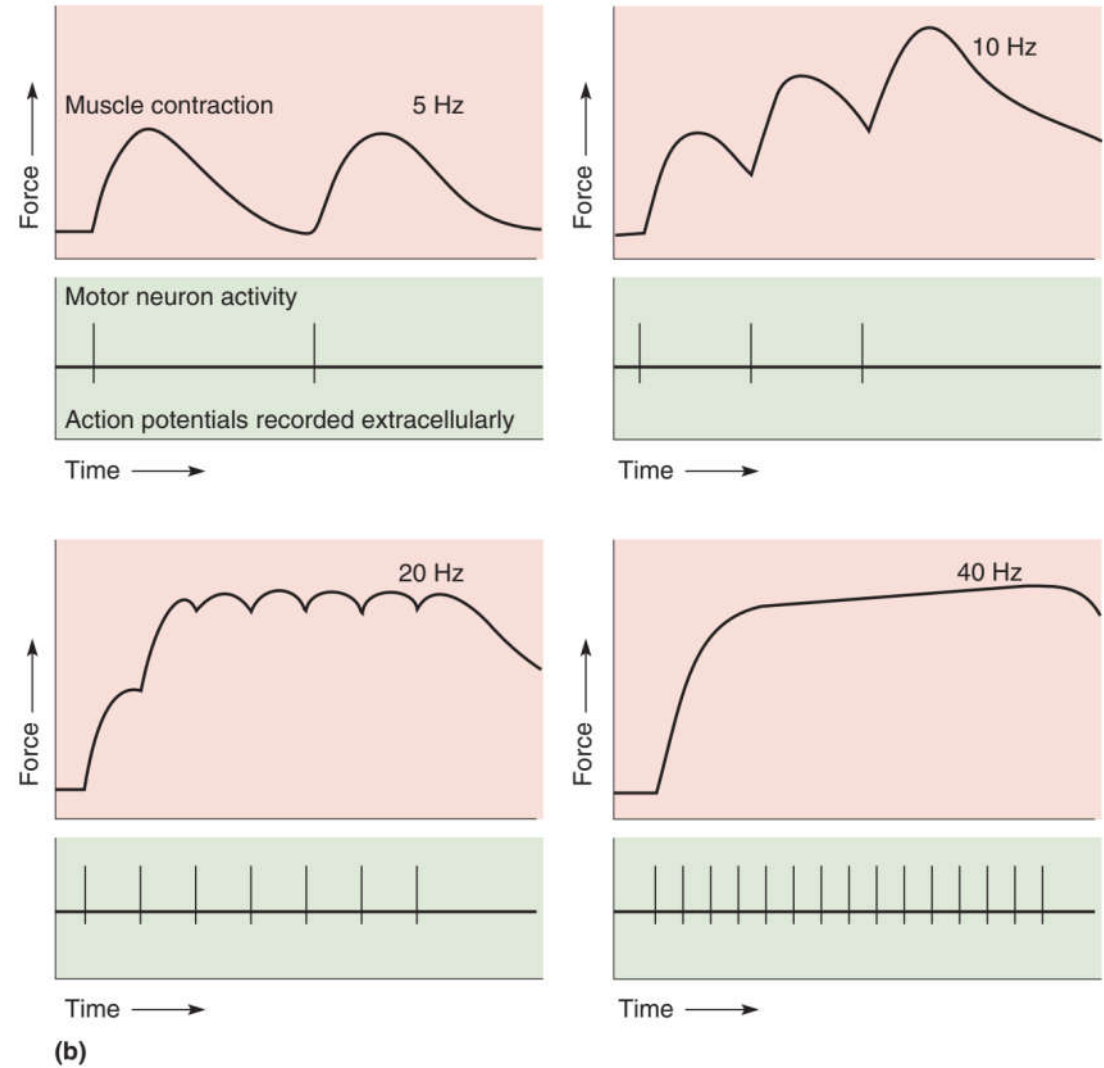 Muscle contraction
5 Hz
Force
Motor neuron activity
Action potentials recorded extracellularly
Time
10 Hz
Force
Time
20 Hz
Force
Time
40 Hz
Force
Time
(b)